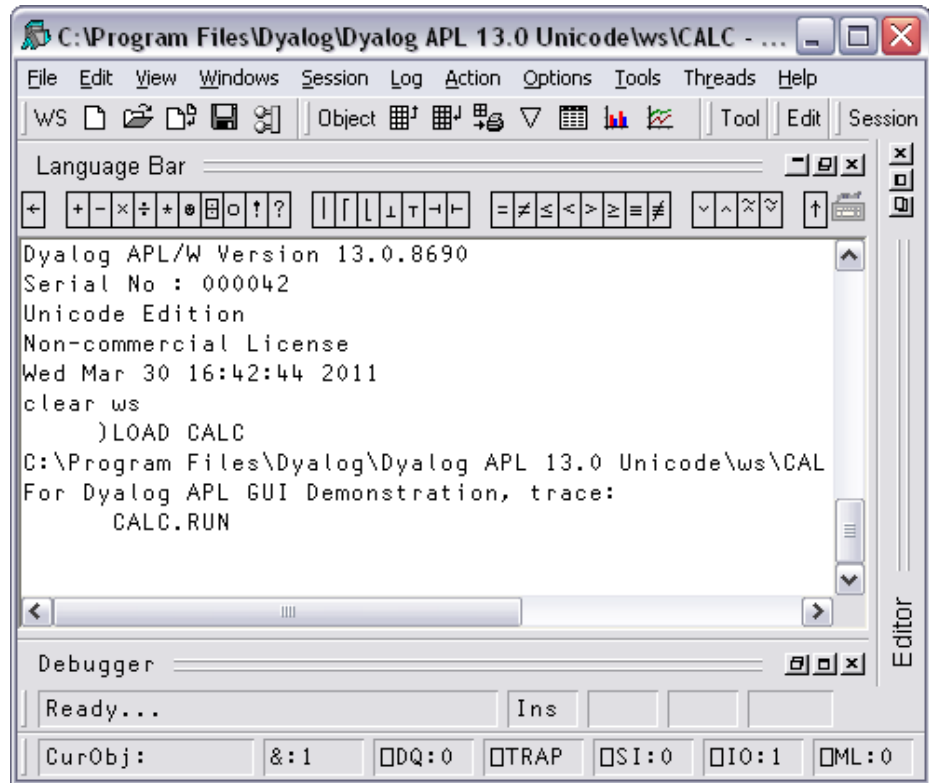 C:\Program Files\Dyalog\Dyalog APL 13.0 Unicode\ws\CALC - ...
File Edit View Windows Session Log Action Options Tools Threads Help
WS Object Tool Edit Session
Language Bar
← + - × ÷ * ⍟ ⌹ ○ ! ? | ⌈ ⌊ ⊥ ⊤ ⊣ ⊢ = ≠ ≤ < > ≥ ≡ ≢ ∨ ∧ ⍲ ⍱ ↑
Dyalog APL/W Version 13.0.8690
Serial No : 000042
Unicode Edition
Non-commercial License
Wed Mar 30 16:42:44 2011
clear ws
)LOAD CALC
C:\Program Files\Dyalog\Dyalog APL 13.0 Unicode\ws\CAL
For Dyalog APL GUI Demonstration, trace:
CALC.RUN
Editor
Debugger
Ready... Ins
CurObj: &:1 ⎕DQ:0 ⎕TRAP ⎕SI:0 ⎕IO:1 ⎕ML:0